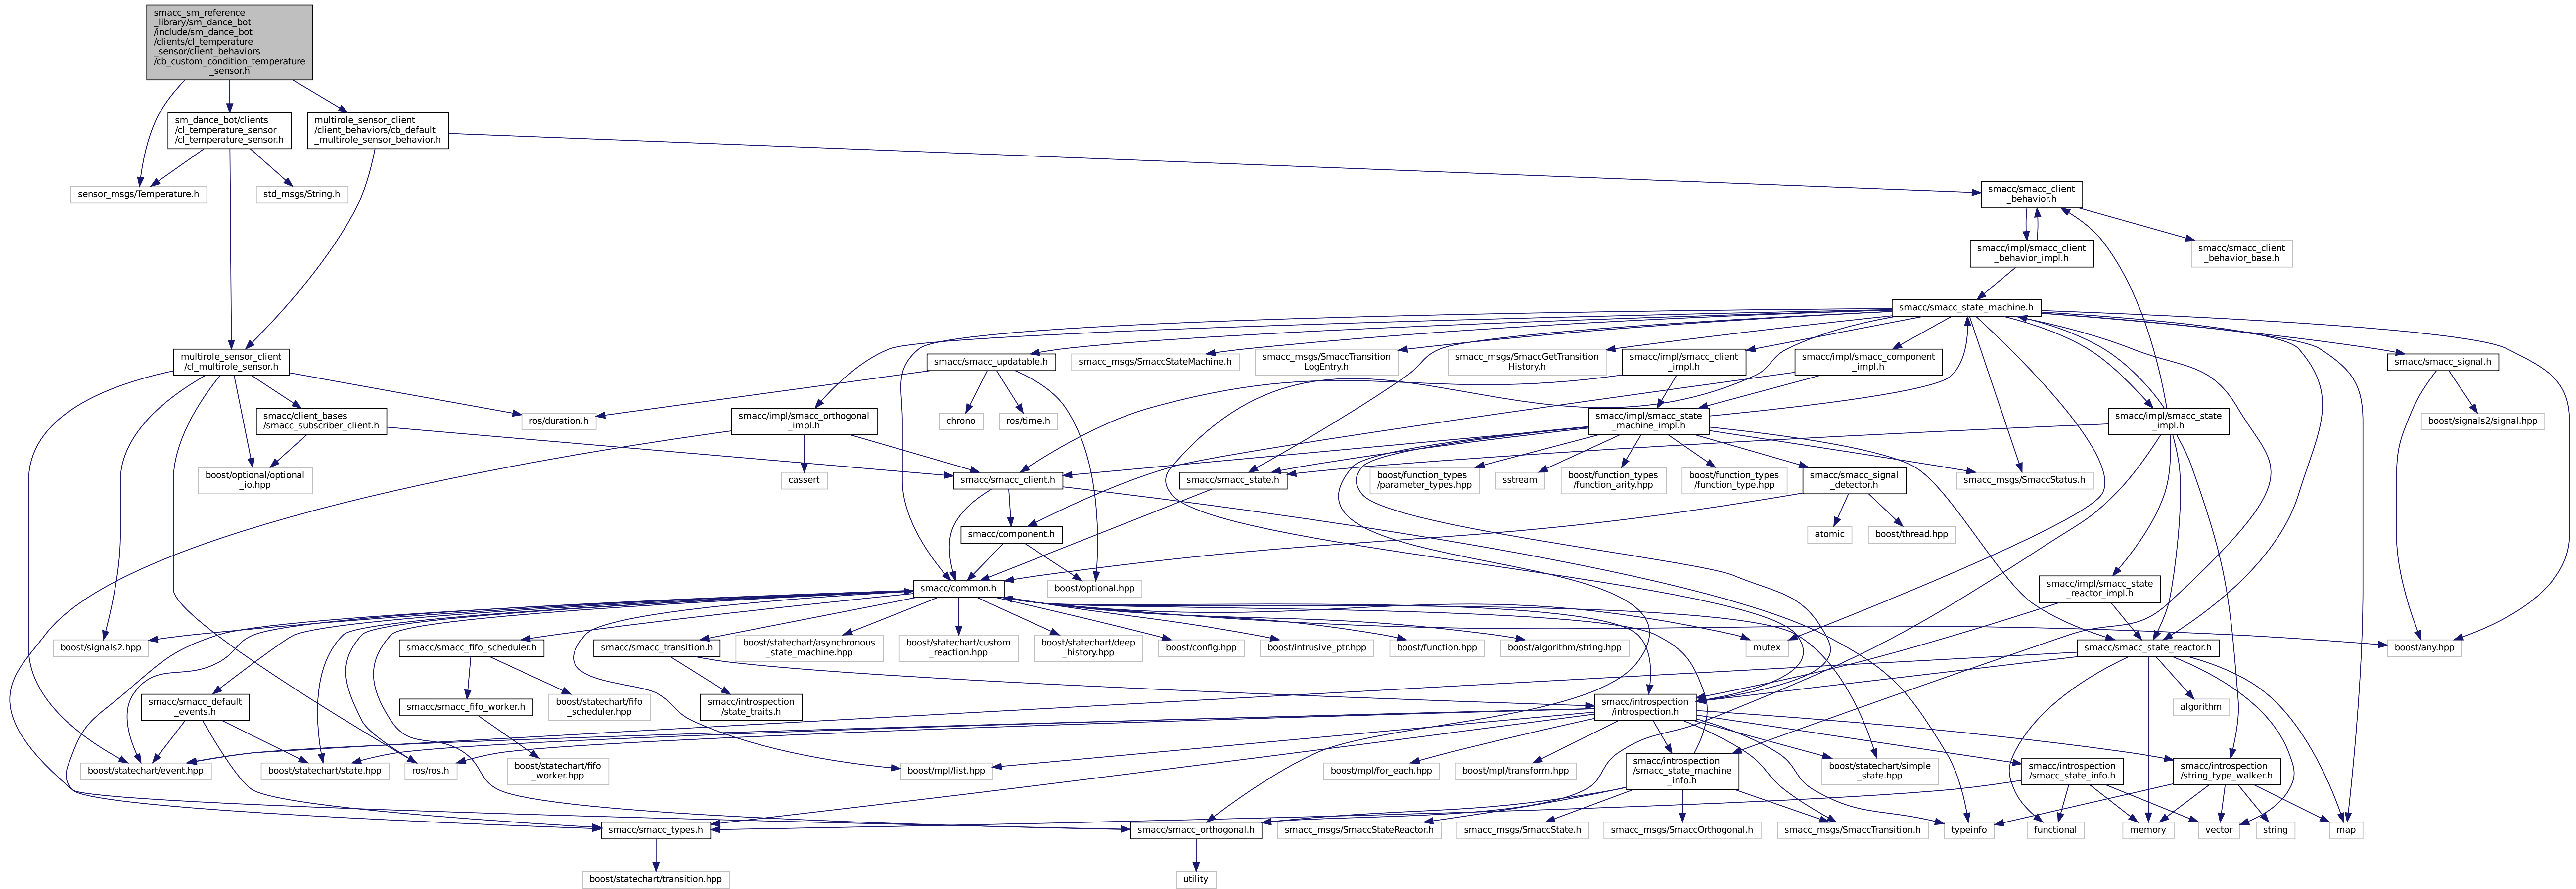 smacc_sm_reference
_library/sm_dance_bot
/include/sm_dance_bot
/clients/cl_temperature
_sensor/client_behaviors
/cb_custom_condition_temperature
_sensor.h
sm_dance_bot/clients
/cl_temperature_sensor
/cl_temperature_sensor.h
multirole_sensor_client
/client_behaviors/cb_default
_multirole_sensor_behavior.h
sensor_msgs/Temperature.h
std_msgs/String.h
smacc/smacc_client
_behavior.h
smacc/impl/smacc_client
_behavior_impl.h
smacc/smacc_client
_behavior_base.h
smacc/smacc_state_machine.h
multirole_sensor_client
/cl_multirole_sensor.h
smacc/smacc_updatable.h
smacc_msgs/SmaccStateMachine.h
smacc_msgs/SmaccTransition
LogEntry.h
smacc_msgs/SmaccGetTransition
History.h
smacc/impl/smacc_client
_impl.h
smacc/impl/smacc_component
_impl.h
smacc/smacc_signal.h
smacc/client_bases
/smacc_subscriber_client.h
ros/duration.h
smacc/impl/smacc_orthogonal
_impl.h
chrono
ros/time.h
smacc/impl/smacc_state
_machine_impl.h
smacc/impl/smacc_state
_impl.h
boost/signals2/signal.hpp
boost/optional/optional
_io.hpp
cassert
smacc/smacc_client.h
smacc/smacc_state.h
boost/function_types
/parameter_types.hpp
sstream
boost/function_types
/function_arity.hpp
boost/function_types
/function_type.hpp
smacc/smacc_signal
_detector.h
smacc_msgs/SmaccStatus.h
smacc/component.h
atomic
boost/thread.hpp
smacc/common.h
boost/optional.hpp
smacc/impl/smacc_state
_reactor_impl.h
boost/signals2.hpp
smacc/smacc_fifo_scheduler.h
smacc/smacc_transition.h
boost/statechart/asynchronous
_state_machine.hpp
boost/statechart/custom
_reaction.hpp
boost/statechart/deep
_history.hpp
boost/config.hpp
boost/intrusive_ptr.hpp
boost/function.hpp
boost/algorithm/string.hpp
mutex
smacc/smacc_state_reactor.h
boost/any.hpp
smacc/smacc_default
_events.h
smacc/smacc_fifo_worker.h
boost/statechart/fifo
_scheduler.hpp
smacc/introspection
/state_traits.h
smacc/introspection
/introspection.h
algorithm
boost/statechart/event.hpp
boost/statechart/state.hpp
ros/ros.h
boost/statechart/fifo
_worker.hpp
boost/mpl/list.hpp
boost/mpl/for_each.hpp
boost/mpl/transform.hpp
smacc/introspection
/smacc_state_machine
_info.h
boost/statechart/simple
_state.hpp
smacc/introspection
/smacc_state_info.h
smacc/introspection
/string_type_walker.h
smacc/smacc_types.h
smacc/smacc_orthogonal.h
smacc_msgs/SmaccStateReactor.h
smacc_msgs/SmaccState.h
smacc_msgs/SmaccOrthogonal.h
smacc_msgs/SmaccTransition.h
typeinfo
functional
memory
vector
string
map
boost/statechart/transition.hpp
utility